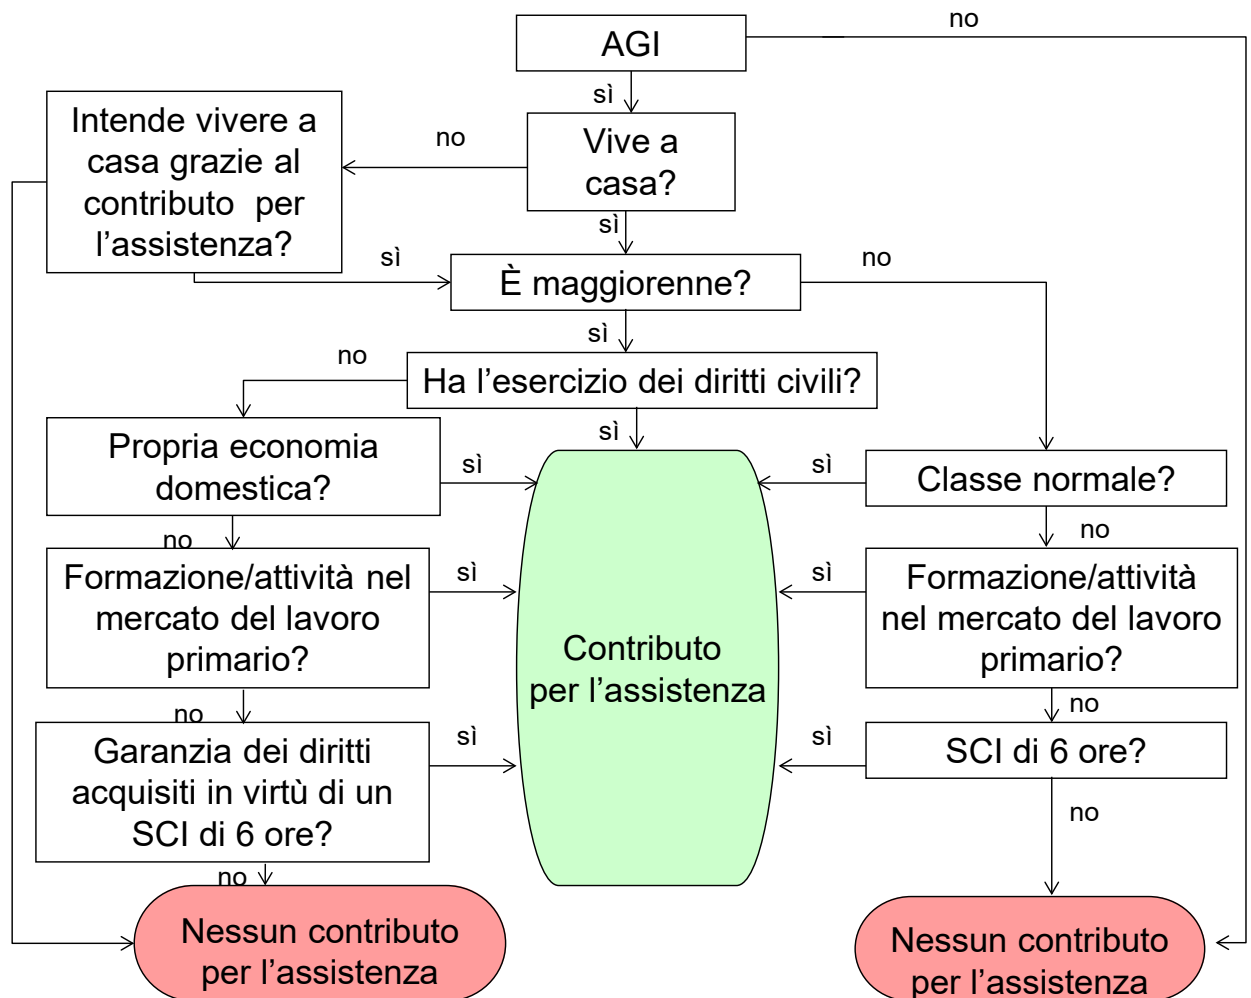 no
AGI
sì
Intende vivere a
casa grazie al
contributo per
l’assistenza?
no
Vive a
casa?
sì
sì
È maggiorenne?
no
sì
no
Ha l’esercizio dei diritti civili?
sì
Propria economia
domestica?
sì
sì
Classe normale?
no
no
Formazione/attività nel
mercato del lavoro
primario?
sì
sì
Formazione/attività
nel mercato del lavoro
primario?
Contributo
per l’assistenza
no
no
Garanzia dei diritti
acquisiti in virtù di un
SCI di 6 ore?
sì
sì
SCI di 6 ore?
no
no
Nessun contributo
per l’assistenza
Nessun contributo
per l’assistenza